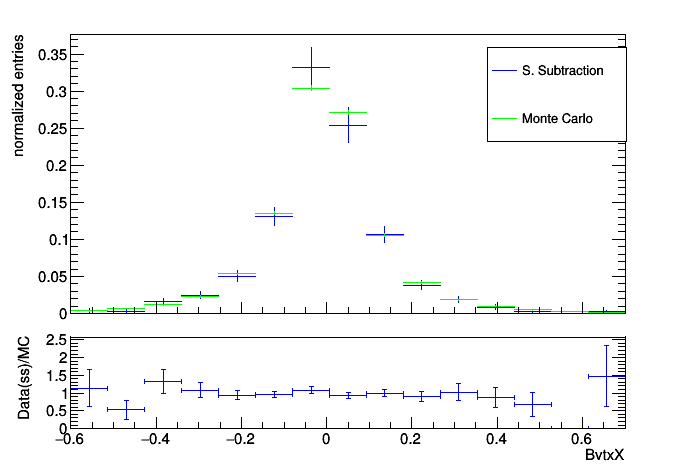 normalized entries
0.35
0.3
0.25
0.2
0.15
0.1
0.05
0
S. Subtraction
Monte Carlo
Data(ss)/MC
2.5
2
1.5
1
0.5
0
−0.6 −0.4 −0.2 0 0.2 0.4 0.6
BvtxX